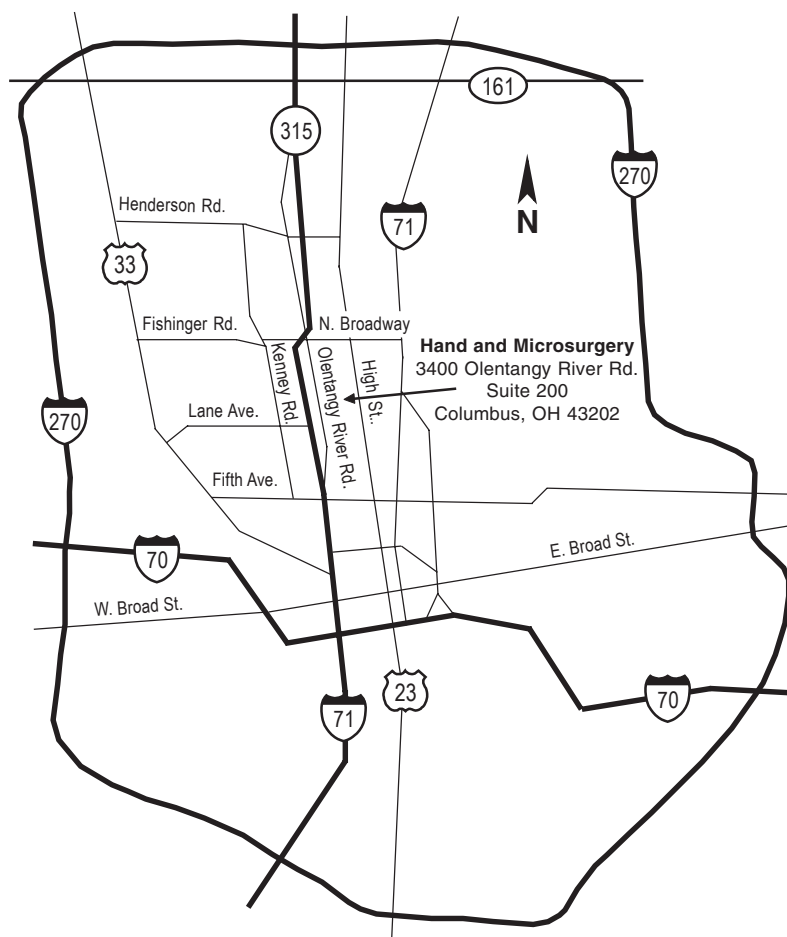 161
315
270
Henderson Rd.
71
N
33
Fishinger Rd.
N. Broadway
Hand and Microsurgery
3400 Olentangy River Rd.
Suite 200
Columbus, OH 43202
Kenney Rd.
Olentangy River Rd.
High St..
Lane Ave.
270
Fifth Ave.
E. Broad St.
70
W. Broad St.
23
70
71